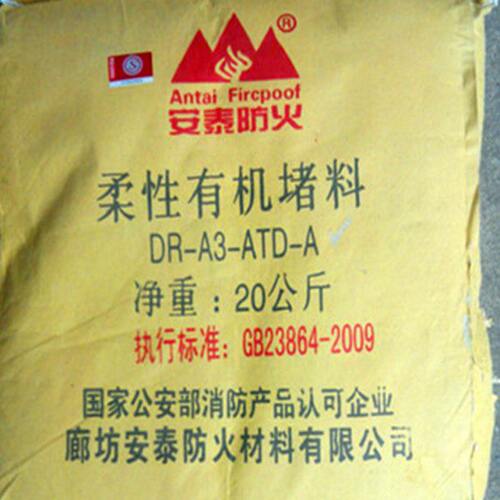 ®
Antai Fircpoof
安泰防火
柔性有机堵料
DR-A3-ATD-A
净重：20公斤
执行标准：GB23864-2009
国家公安部消防产品认可企业
廊坊安泰防火材料有限公司